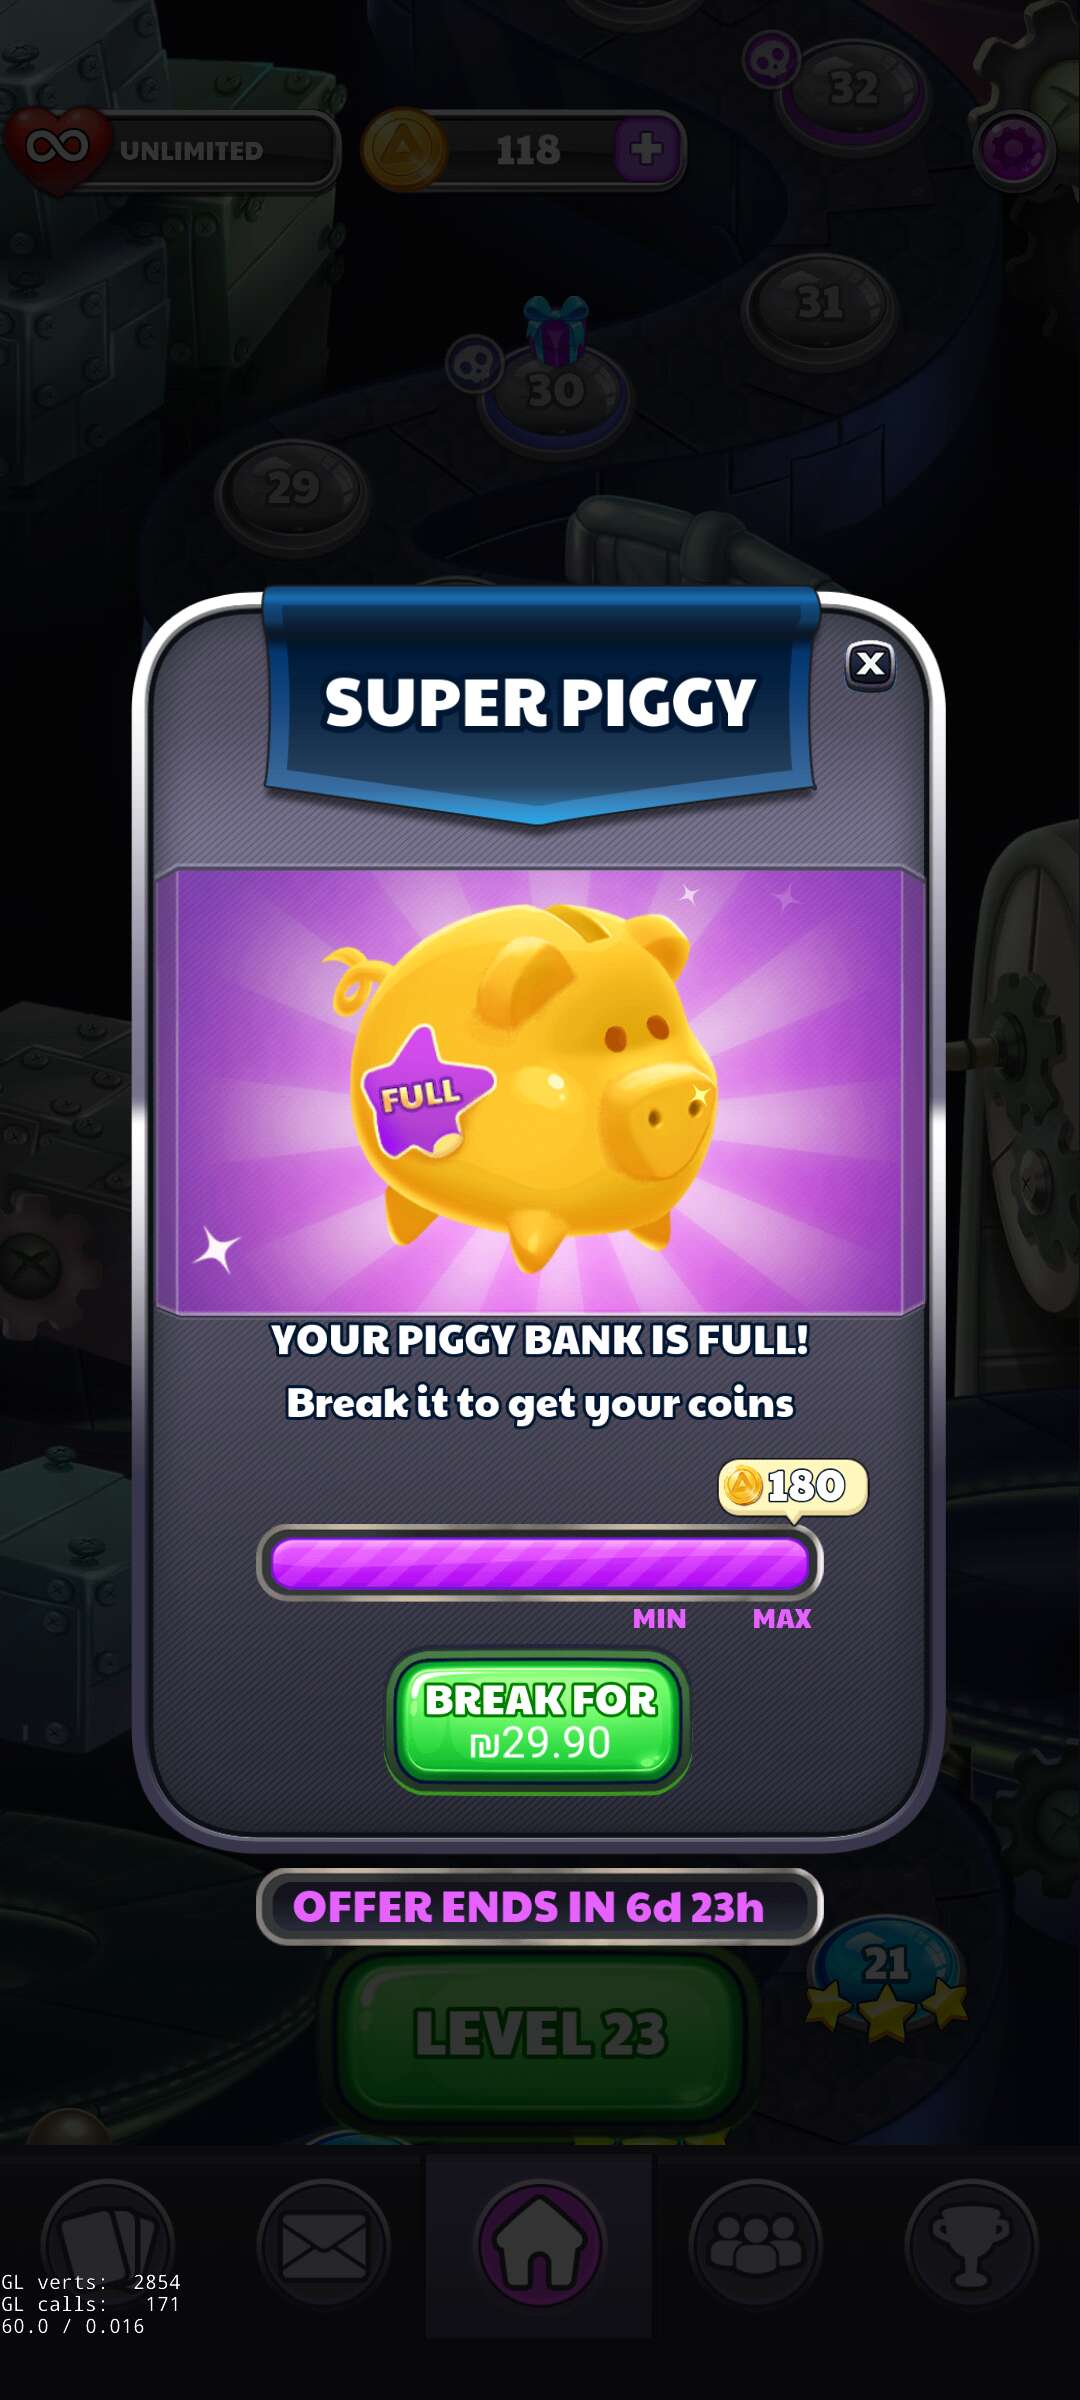 32
UNLIMITED
118
31
30
29
SUPER PIGGY
X
FULL
YOUR PIGGY BANK IS FULL!
Break it to get your coins
180
MIN MAX
BREAK FOR
₪29.90
OFFER ENDS IN 6d 23h
21
LEVEL 23
GL verts: 2854
GL calls: 171
60.0 / 0.016